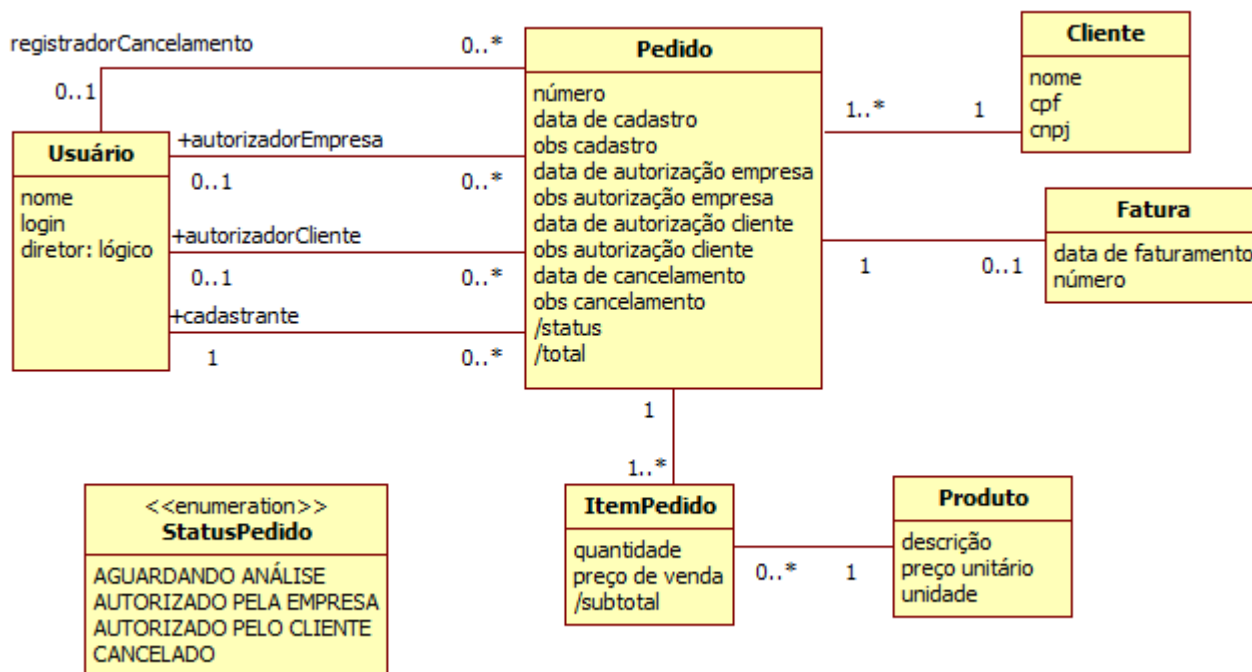 registradorCancelamento
0..*
0..1
Pedido
número
data de cadastro
obs cadastro
data de autorização empresa
obs autorização empresa
data de autorização cliente
obs autorização cliente
data de cancelamento
obs cancelamento
/status
/total
Cliente
nome
cpf
cnpj
1..*
1
Usuário
nome
login
diretor: lógico
+autorizadorEmpresa
0..1
0..*
+autorizadorCliente
0..1
0..*
+cadastrante
1
0..*
Fatura
data de faturamento
número
1
0..1
1
1..*
<<enumeration>>
StatusPedido
AGUARDANDO ANÁLISE
AUTORIZADO PELA EMPRESA
AUTORIZADO PELO CLIENTE
CANCELADO
ItemPedido
quantidade
preço de venda
/subtotal
0..*
1
Produto
descrição
preço unitário
unidade